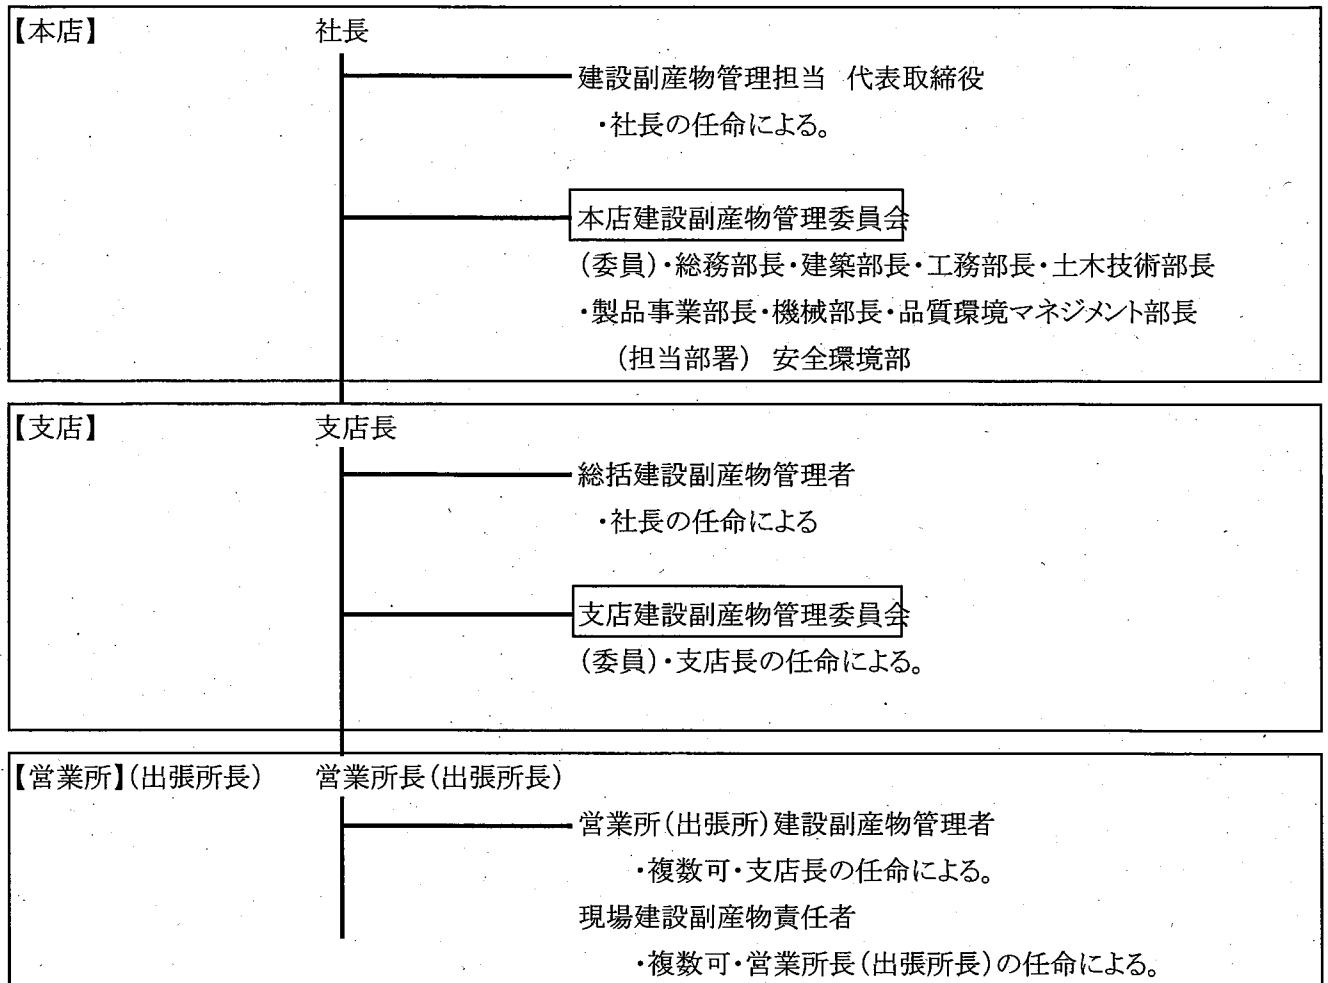 【本店】 社長
建設副産物管理担当 代表取締役
・社長の任命による。
本店建設副産物管理委員会
(委員)・総務部長・建築部長・工務部長・土木技術部長
・製品事業部長・機械部長・品質環境マネジメント部長
(担当部署) 安全環境部
【支店】 支店長
総括建設副産物管理者
・社長の任命による
支店建設副産物管理委員会
(委員)・支店長の任命による。
【営業所】(出張所長) 営業所長(出張所長)
営業所(出張所)建設副産物管理者
・複数可・支店長の任命による。
現場建設副産物責任者
・複数可・営業所長(出張所長)の任命による。